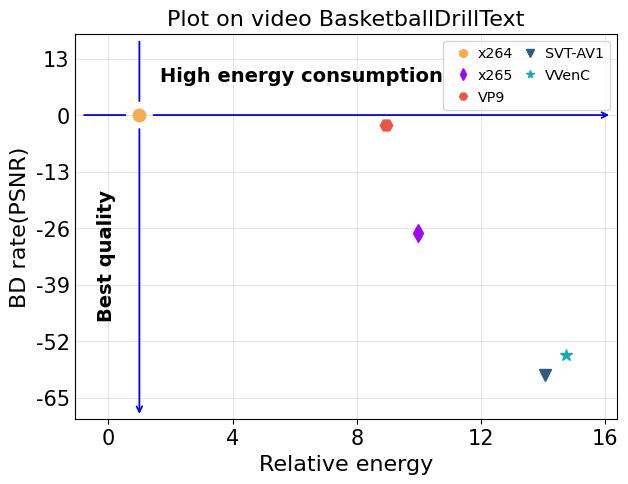 Plot on video BasketballDrillText
High energy consumption
x264
x265
VP9
SVT-AV1
VVenC
Best quality
BD rate(PSNR)
13
0
-13
-26
-39
-52
-65
0 4 8 12 16
Relative energy